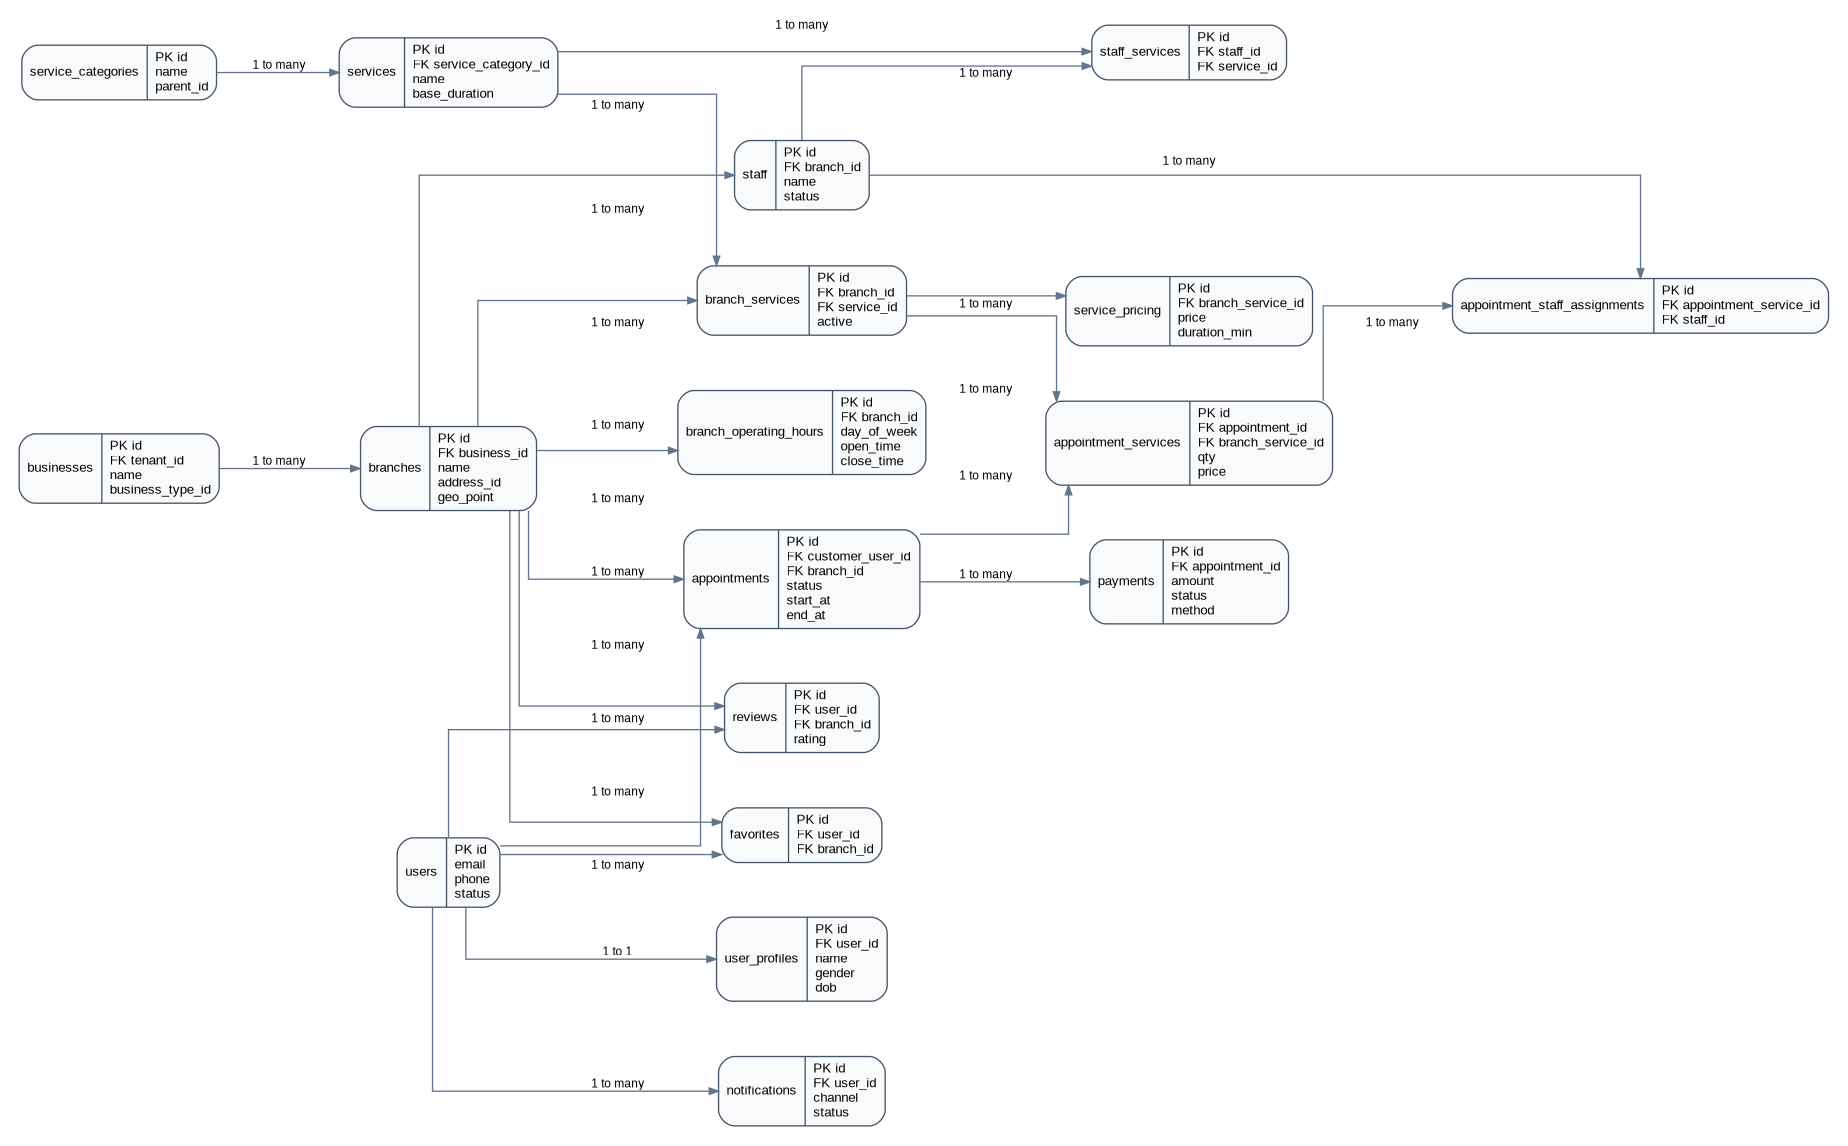 service_categories
PK id
name
parent_id
1 to many
services
PK id
FK service_category_id
name
base_duration
1 to many
1 to many
staff_services
PK id
FK staff_id
FK service_id
1 to many
staff
PK id
FK branch_id
name
status
1 to many
1 to many
branch_services
PK id
FK branch_id
FK service_id
active
1 to many
1 to many
service_pricing
PK id
FK branch_service_id
price
duration_min
1 to many
appointment_staff_assignments
PK id
FK appointment_service_id
FK staff_id
businesses
PK id
FK tenant_id
name
business_type_id
1 to many
branches
PK id
FK business_id
name
address_id
geo_point
1 to many
branch_operating_hours
PK id
FK branch_id
day_of_week
open_time
close_time
1 to many
appointment_services
PK id
FK appointment_id
FK branch_service_id
qty
price
1 to many
1 to many
1 to many
appointments
PK id
FK customer_user_id
FK branch_id
status
start_at
end_at
1 to many
payments
PK id
FK appointment_id
amount
status
method
1 to many
1 to many
reviews
PK id
FK user_id
FK branch_id
rating
1 to many
users
PK id
email
phone
status
1 to many
favorites
PK id
FK user_id
FK branch_id
1 to 1
user_profiles
PK id
FK user_id
name
gender
dob
1 to many
notifications
PK id
FK user_id
channel
status